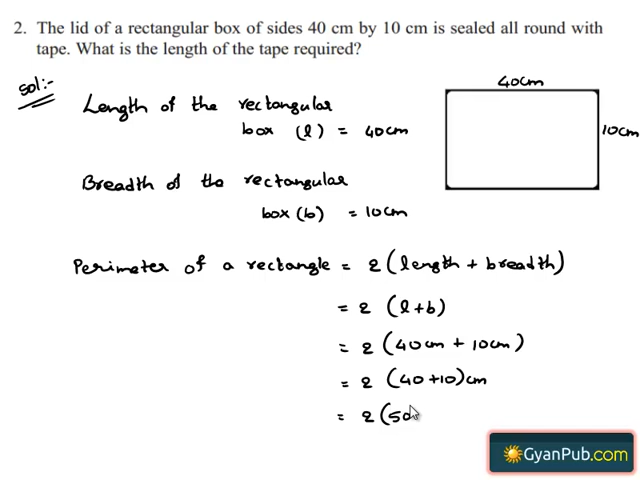 2. The lid of a rectangular box of sides 40 cm by 10 cm is sealed all round with
tape. What is the length of the tape required?
Sol:-
40cm
Length of the rectangular
box (l) = 40cm
10cm
Breadth of the rectangular
box (b) = 10cm
Perimeter of a rectangle = 2 (length + breadth)
= 2 (l+b)
= 2 (40cm + 10cm)
= 2 (40+10)cm
= 2 (50
GyanPub.com